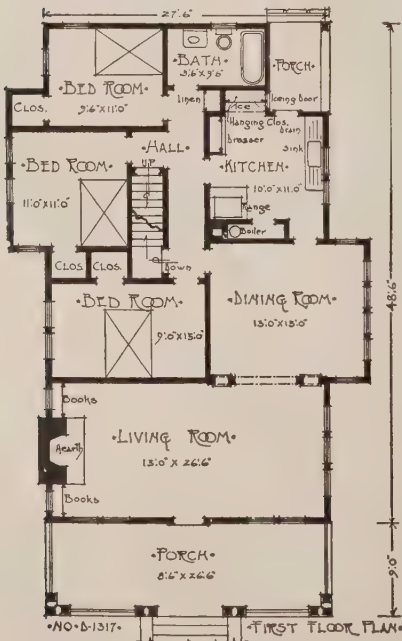 27'.6"
•BATH•
5'6"X9'6"
•PORCH•
•BED ROOM•
9'6"X11'0"
CLOS.
linen
Ice
Icing door
Hanging Clos.
dresser
drain
Sink
•HALL•
UP
•KITCHEN•
10'0"X11'0"
•BED ROOM•
11'0"X11'0"
Range
Boiler
CLOS.
CLOS.
Down
•BED ROOM•
9'0"X15'0"
•DINING ROOM•
13'0"X15'0"
48'.6"
Books
•LIVING ROOM•
13'0" X 26'6"
Hearth
Books
•PORCH•
8'6"X26'6"
9'.0"
•NO•D-1317•
•FIRST FLOOR PLAN•